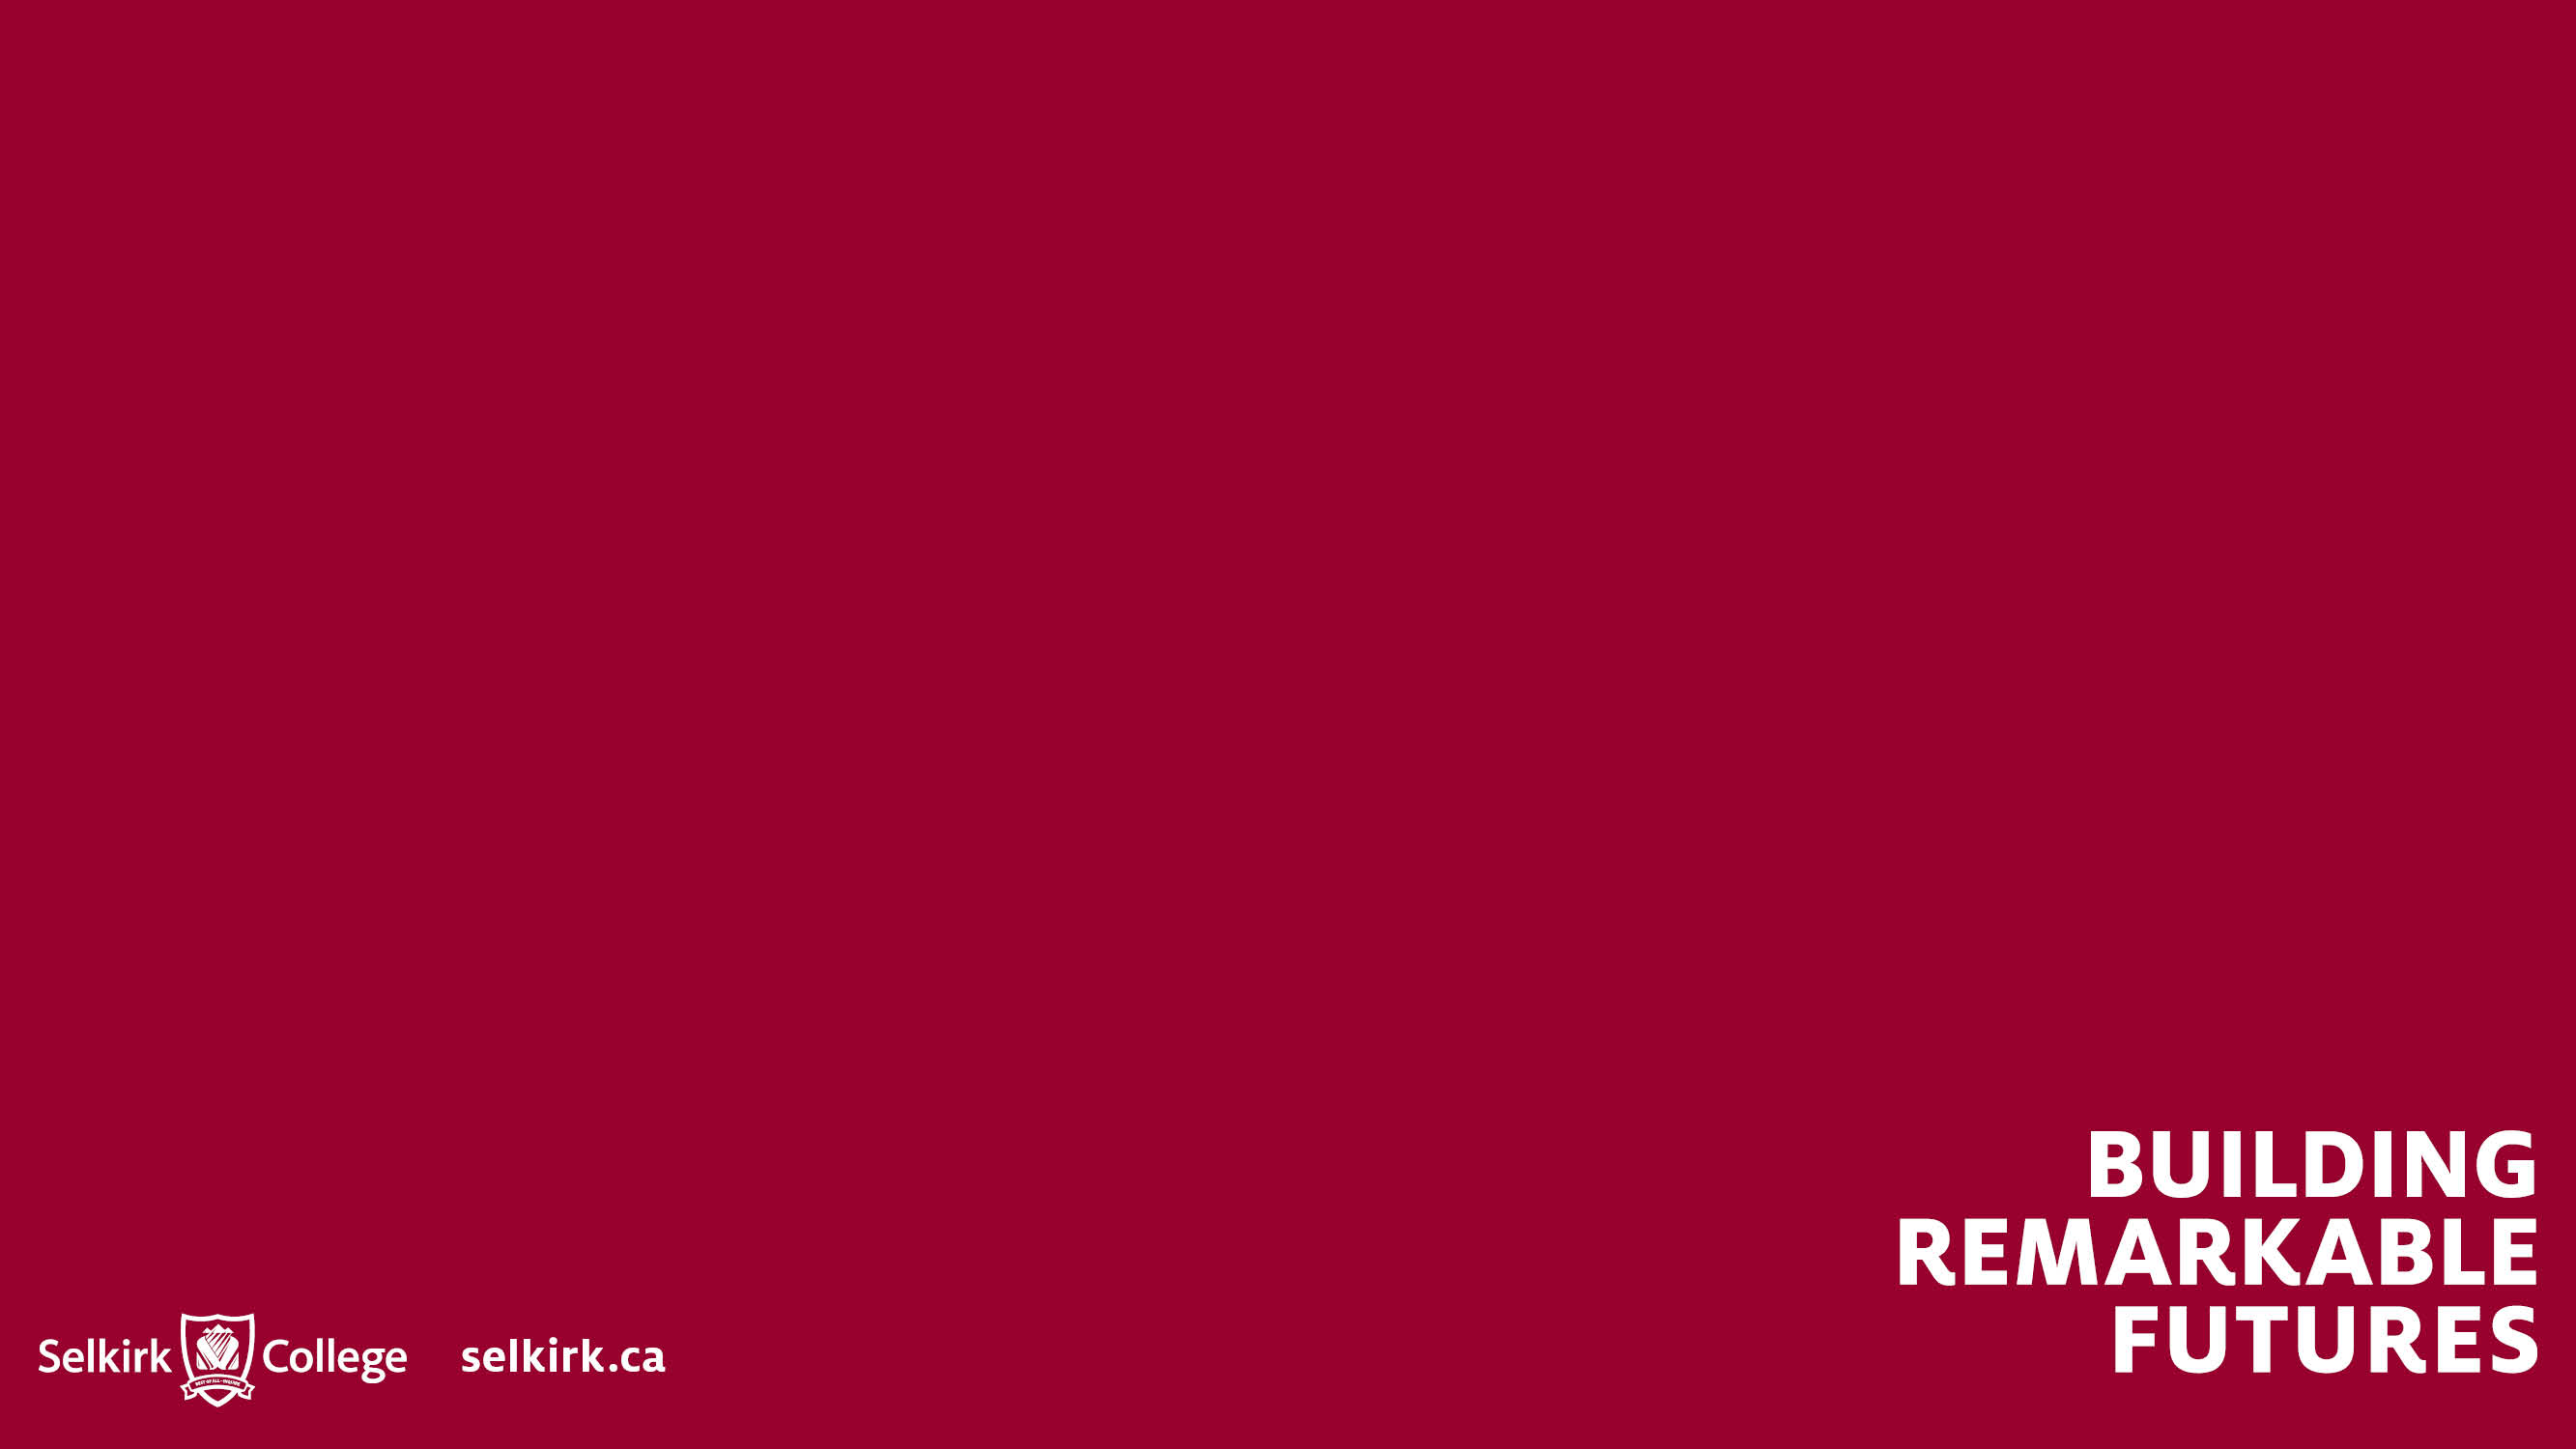 BUILDING
REMARKABLE
FUTURES
Selkirk College selkirk.ca